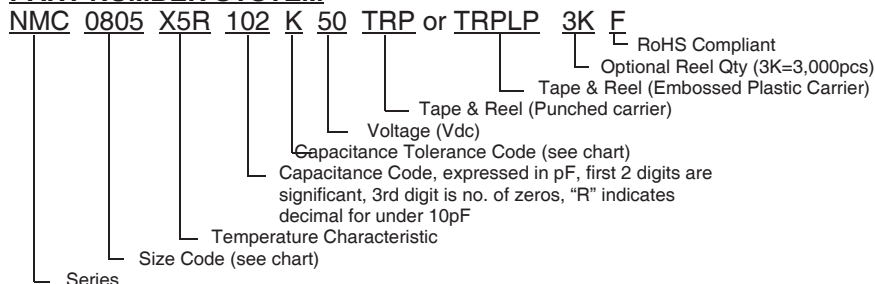 NMC 0805 X5R 102 K 50 TRP or TRPLP 3K F
RoHS Compliant
Optional Reel Qty (3K=3,000pcs)
Tape & Reel (Embossed Plastic Carrier)
Tape & Reel (Punched carrier)
Voltage (Vdc)
Capacitance Tolerance Code (see chart)
Capacitance Code, expressed in pF, first 2 digits are
significant, 3rd digit is no. of zeros, “R” indicates
decimal for under 10pF
Temperature Characteristic
Size Code (see chart)
Series